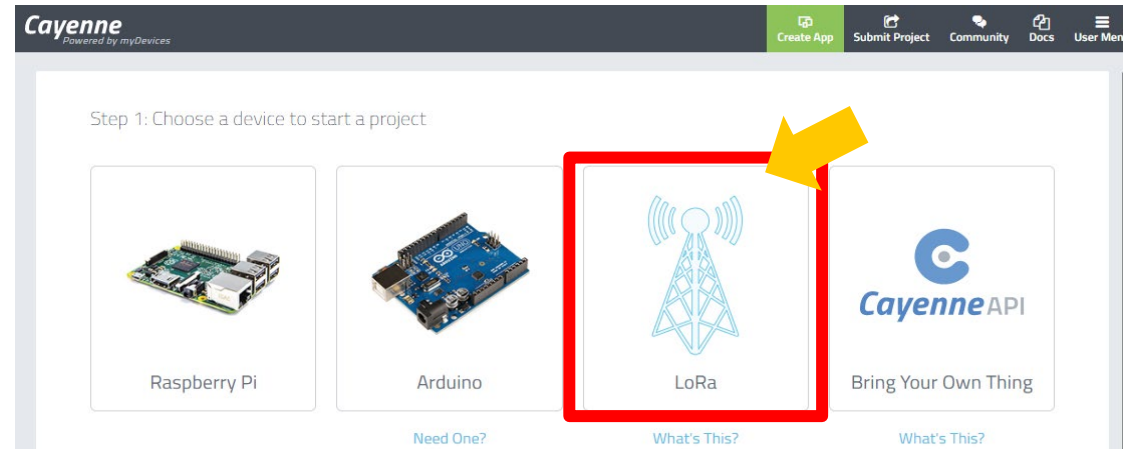 Cayenne
Powered by myDevices
Create App
Submit Project
Community
Docs
User Men
Step 1: Choose a device to start a project
Raspberry Pi
Arduino
LoRa
Cayenne API
Bring Your Own Thing
Need One?
What's This?
What's This?